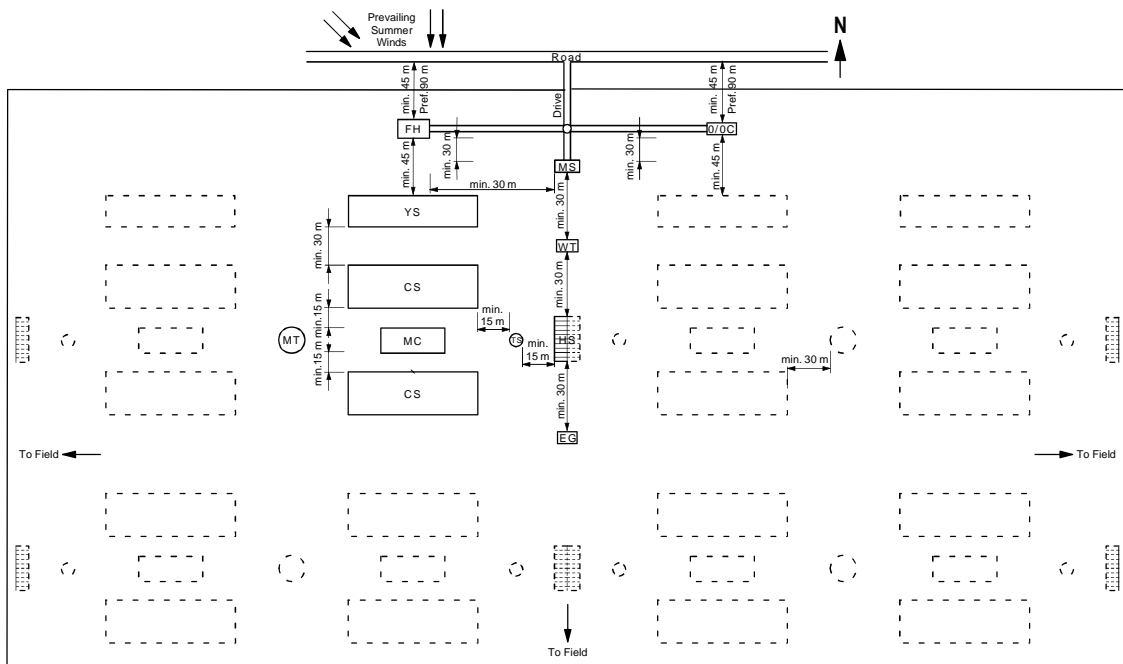 Prevailing
Summer
Winds
N
Road
min. 45 m
Pref. 90 m
Drive
min. 45 m
Pref. 90 m
FH
0/0C
min. 45 m
min. 30 m
min. 30 m
min. 45 m
MS
min. 30 m
min. 30 m
YS
WT
min. 30 m
min. 30 m
CS
min.15 m
min.
15 m
MT
MC
TS
HS
min.15 m
min.
15 m
min. 30 m
CS
min. 30 m
EG
To Field
To Field
To Field